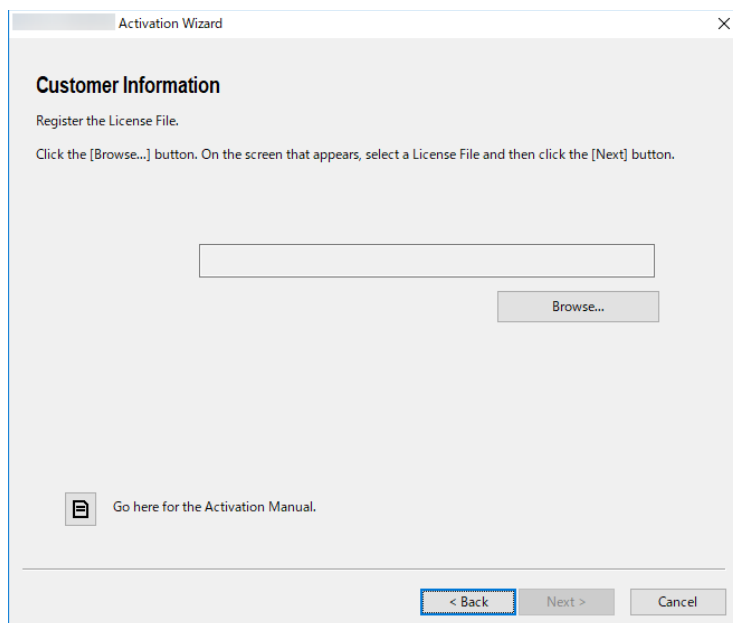 Activation Wizard
Customer Information
Register the License File.
Click the [Browse...] button. On the screen that appears, select a License File and then click the [Next] button.
Browse...
Go here for the Activation Manual.
< Back
Next >
Cancel